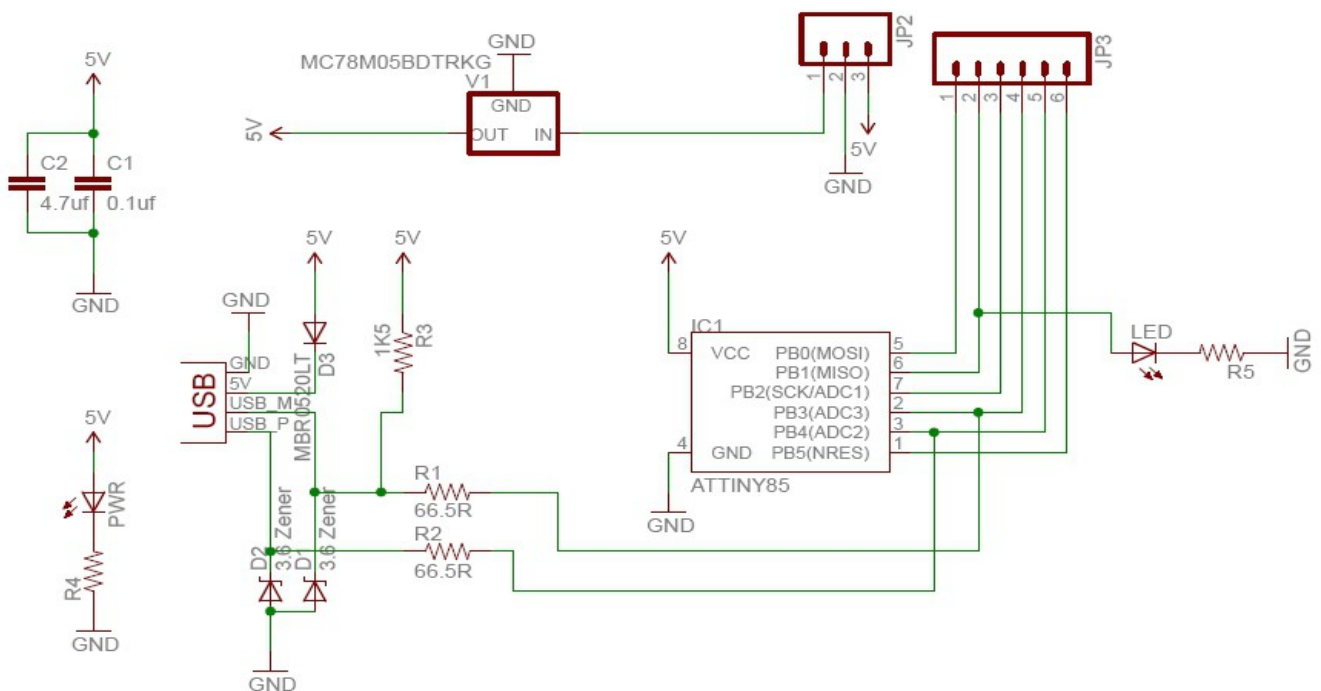 5V
C2
C1
4.7uf
0.1uf
GND
GND
MC78M05BDTRKG
V1
GND
OUT
IN
5V
JP2
1
2
3
5V
GND
JP3
1
2
3
4
5
6
5V
5V
GND
1K5
R3
D3
MBR0520LT
USB
GND
5V
USB_M
USB_P
5V
PWR
R4
GND
R1
66.5R
R2
66.5R
D2
3.6 Zener
D1
3.6 Zener
GND
5V
IC1
8
VCC
PB0(MOSI)
5
PB1(MISO)
6
PB2(SCK/ADC1)
7
PB3(ADC3)
2
PB4(ADC2)
3
4
GND
PB5(NRES)
1
ATTINY85
GND
LED
R5
GND